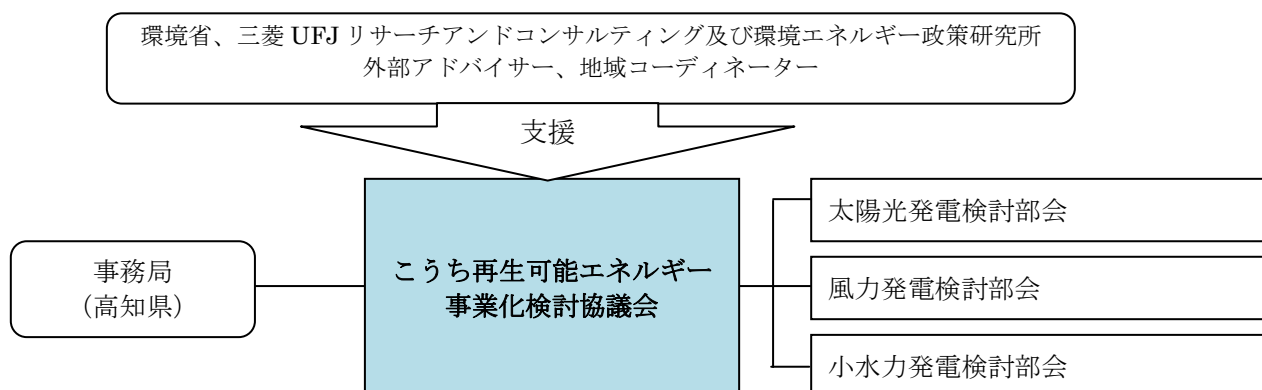 環境省、三菱 UFJ リサーチアンドコンサルティング及び環境エネルギー政策研究所
外部アドバイザー、地域コーディネーター
支援
事務局
(高知県)
こうち再生可能エネルギー
事業化検討協議会
太陽光発電検討部会
風力発電検討部会
小水力発電検討部会